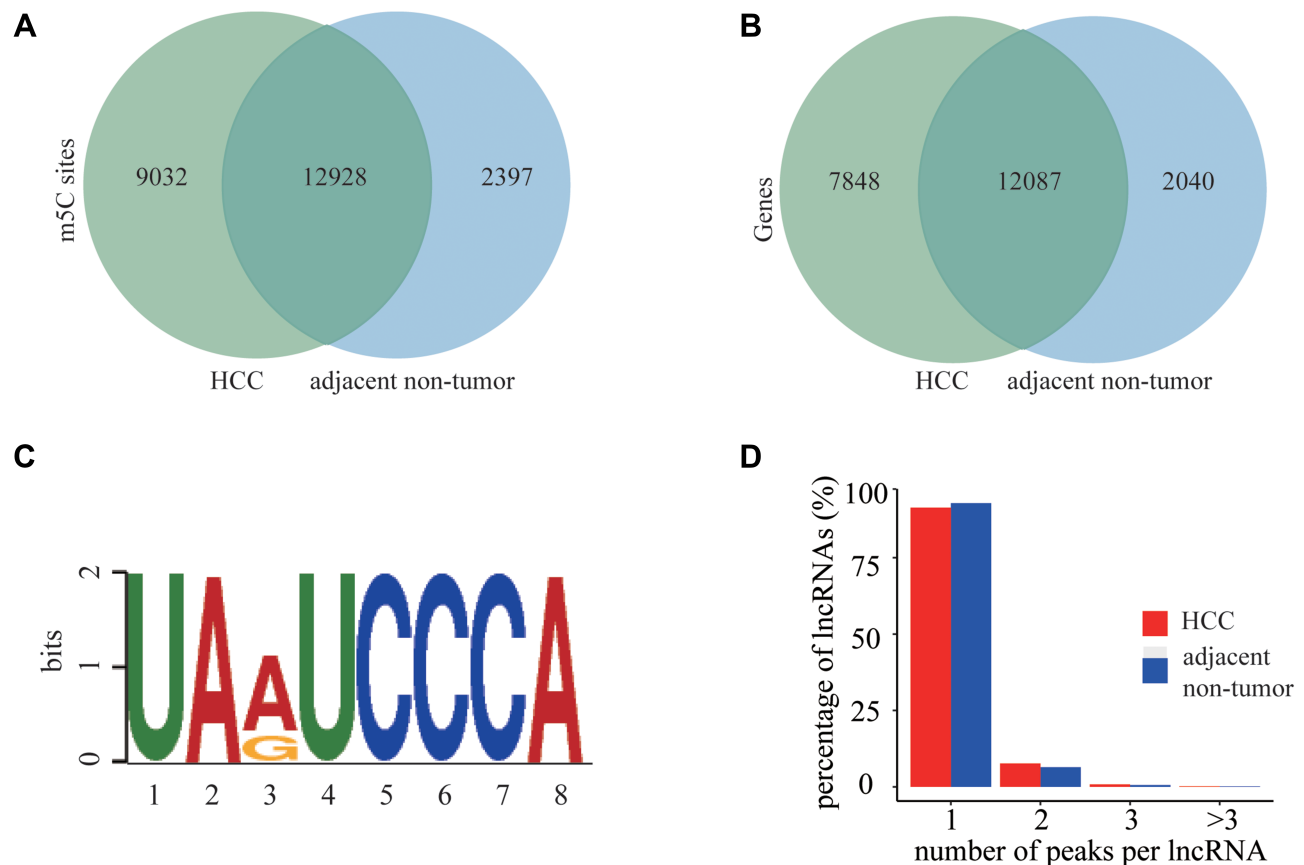 A
m5C sites
9032
12928
2397
HCC
adjacent non-tumor
B
Genes
7848
12087
2040
HCC
adjacent non-tumor
C
bits
2
1
0
UAAUCCCA
G
1 2 3 4 5 6 7 8
D
percentage of lncRNAs (%)
100
75
50
25
0
1 2 3 >3
number of peaks per lncRNA
HCC
adjacent
non-tumor